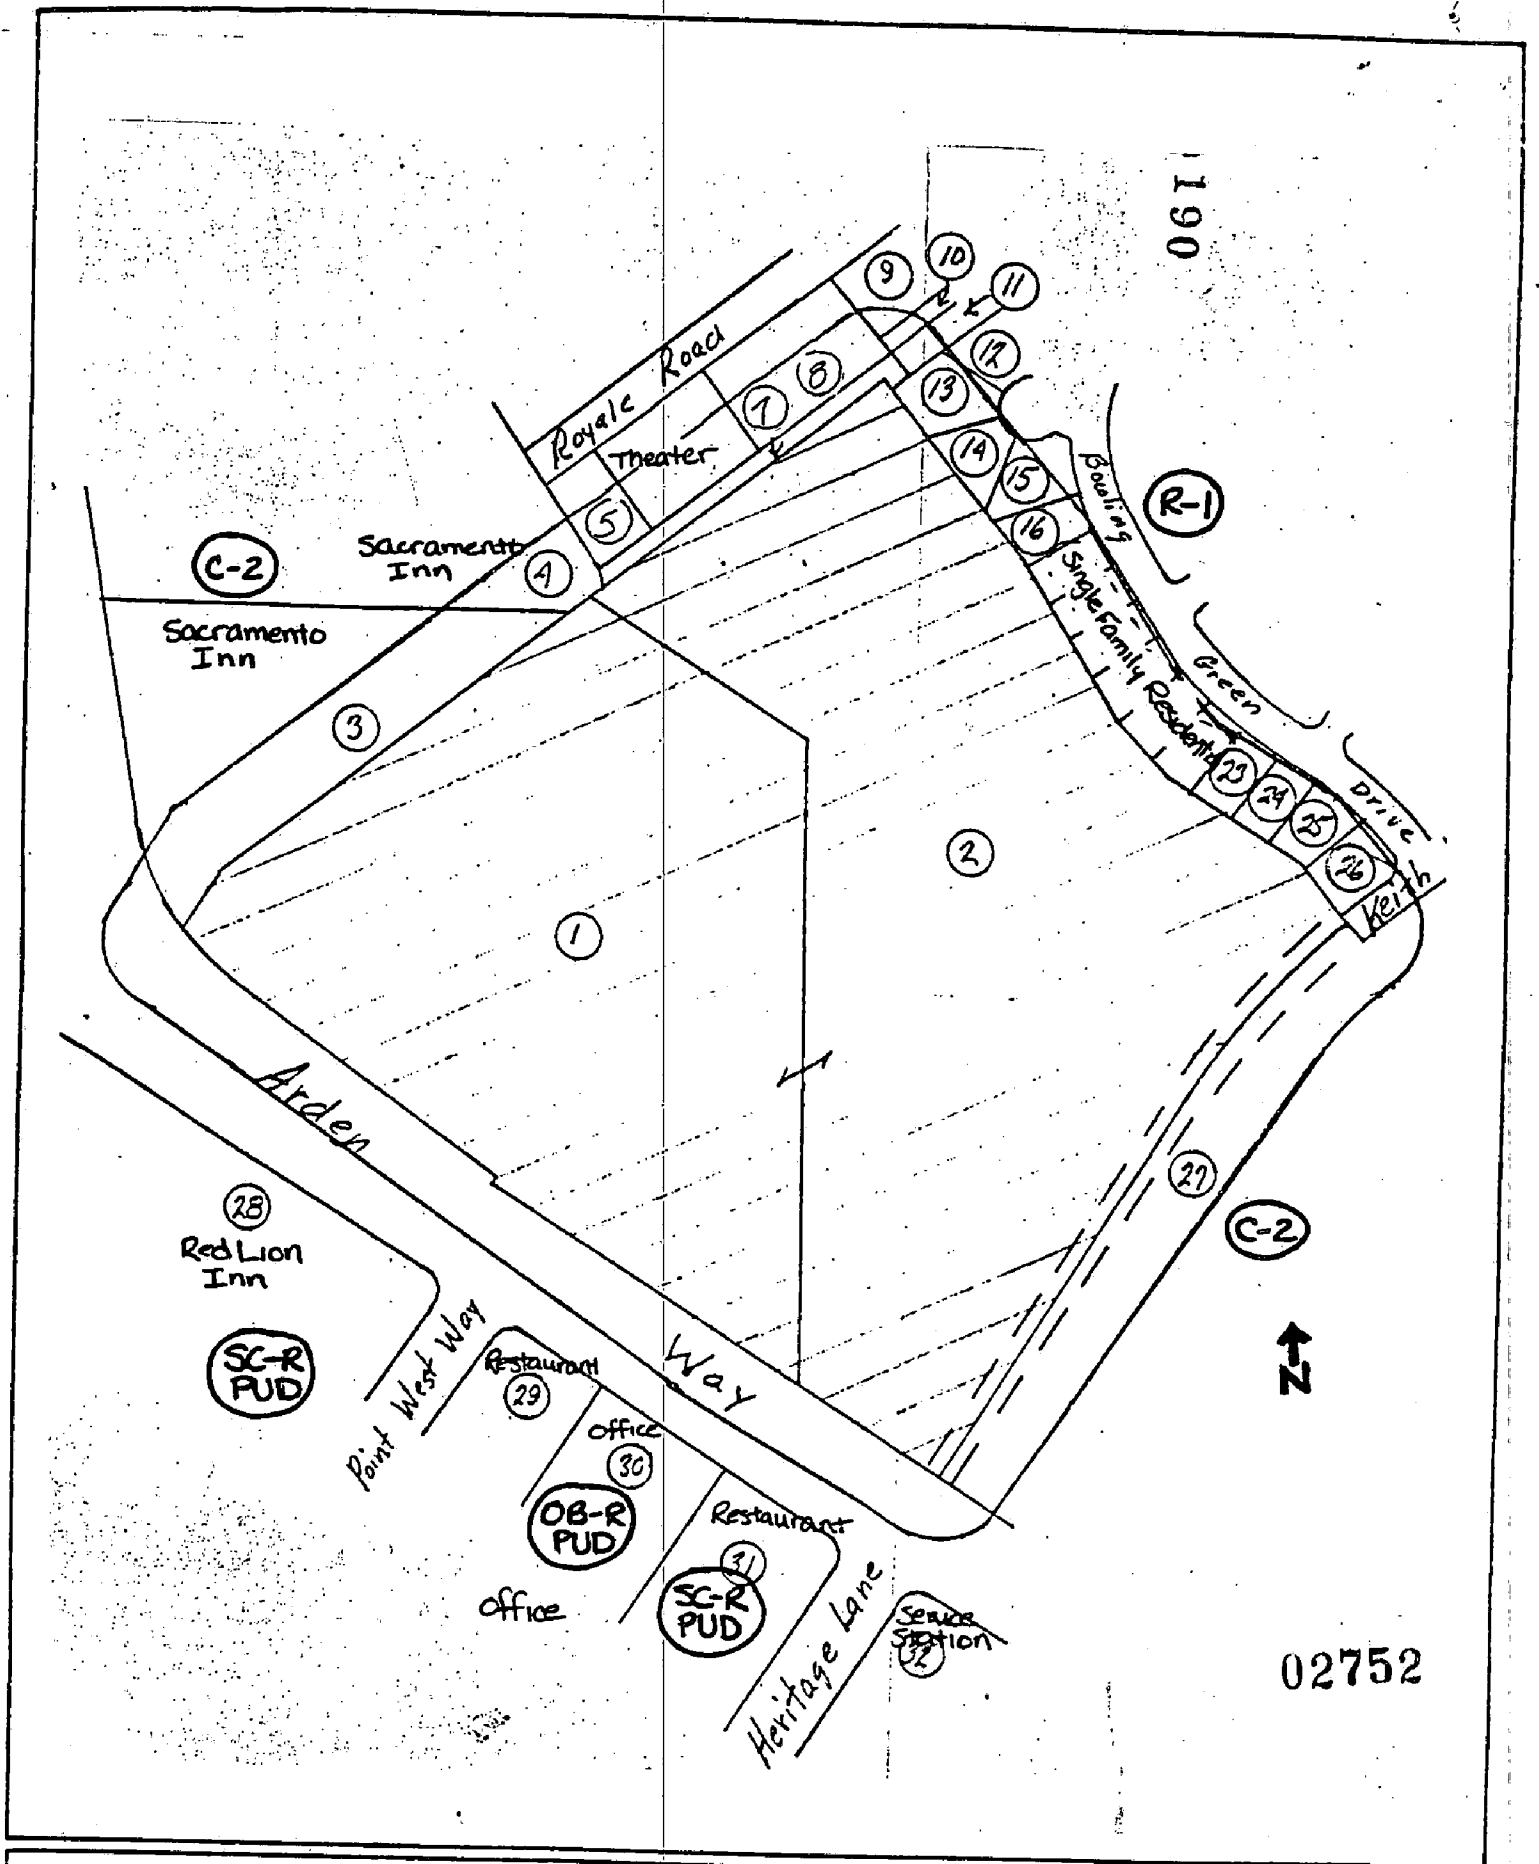 190
9
10
11
Royale Road
12
7
8
13
Theater
14
15
Bowling
R-1
5
16
Sacramento
Inn
4
C-2
Single Family Residential
Sacramento
Inn
Green
3
23
24
25
Drive
26
Keith
2
1
Arden
27
28
Red Lion
Inn
C-2
N
SC-R
PUD
Point West Way
Restaurant
29
Way
Office
30
OB-R
PUD
Restaurant
31
SC-R
PUD
Office
Heritage Lane
Service
Station
32
02752